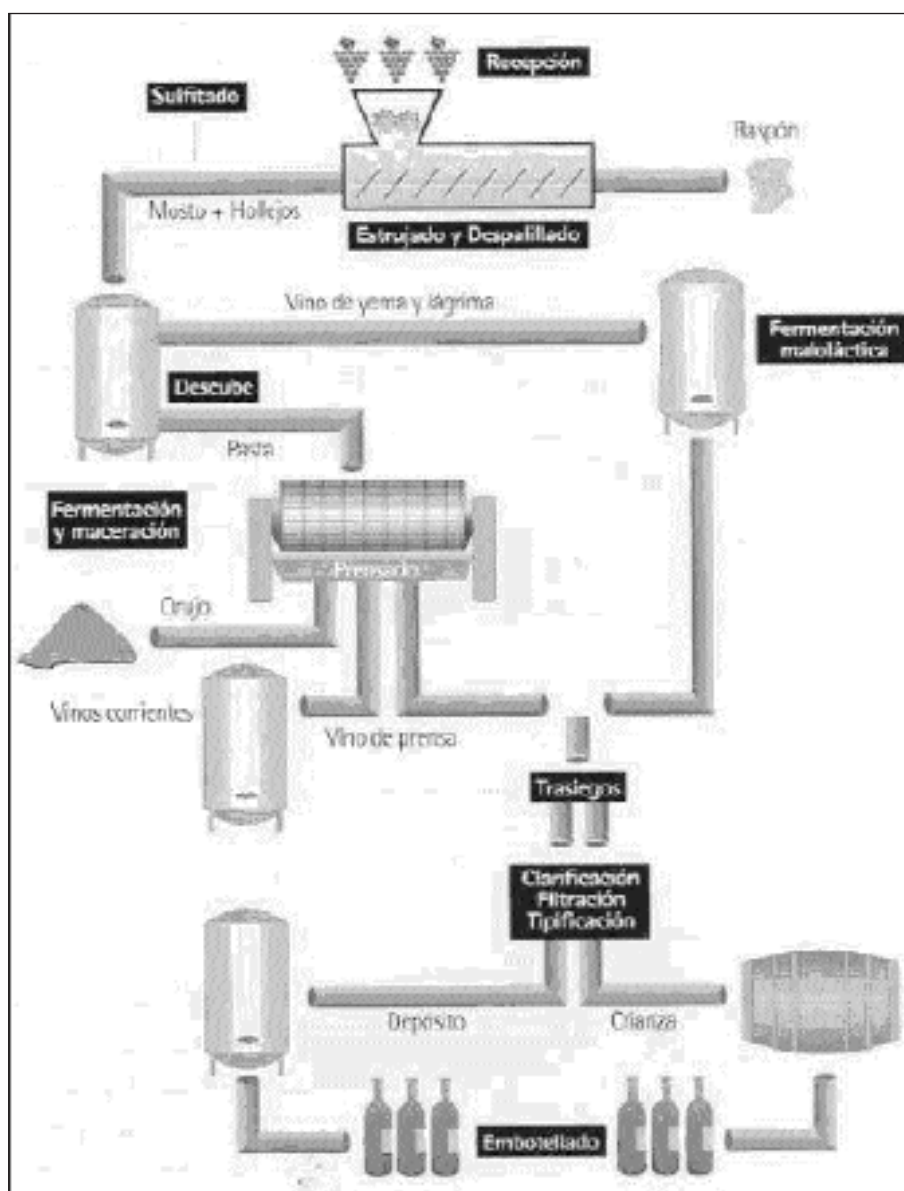 Recepción
Sulfitado
Raspón
Mosto + Hollejos
Estrujado y Despalillado
Vino de yema y lágrima
Fermentación
maloláctica
Descube
Pasta
Fermentación
y maceración
Prensado
Orujo
Vinos corrientes
Vino de prensa
Trasiegos
Clarificación
Filtración
Tipificación
Depósito
Crianza
Embotellado